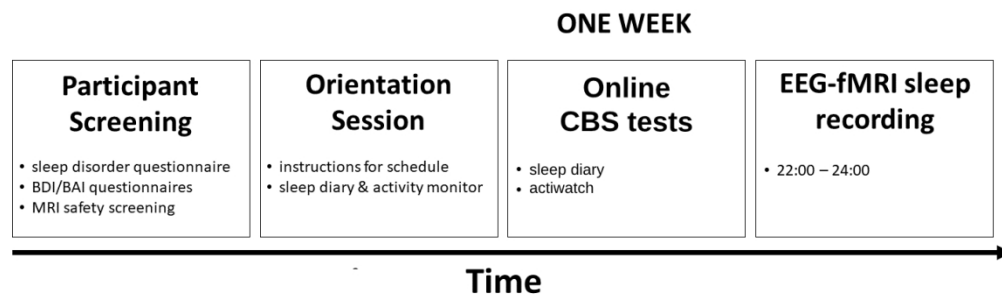 ONE WEEK
Participant
Screening
• sleep disorder questionnaire
• BDI/BAI questionnaires
• MRI safety screening
Orientation
Session
• instructions for schedule
• sleep diary & activity monitor
Online
CBS tests
• sleep diary
• actiwatch
EEG-fMRI sleep
recording
• 22:00 – 24:00
Time